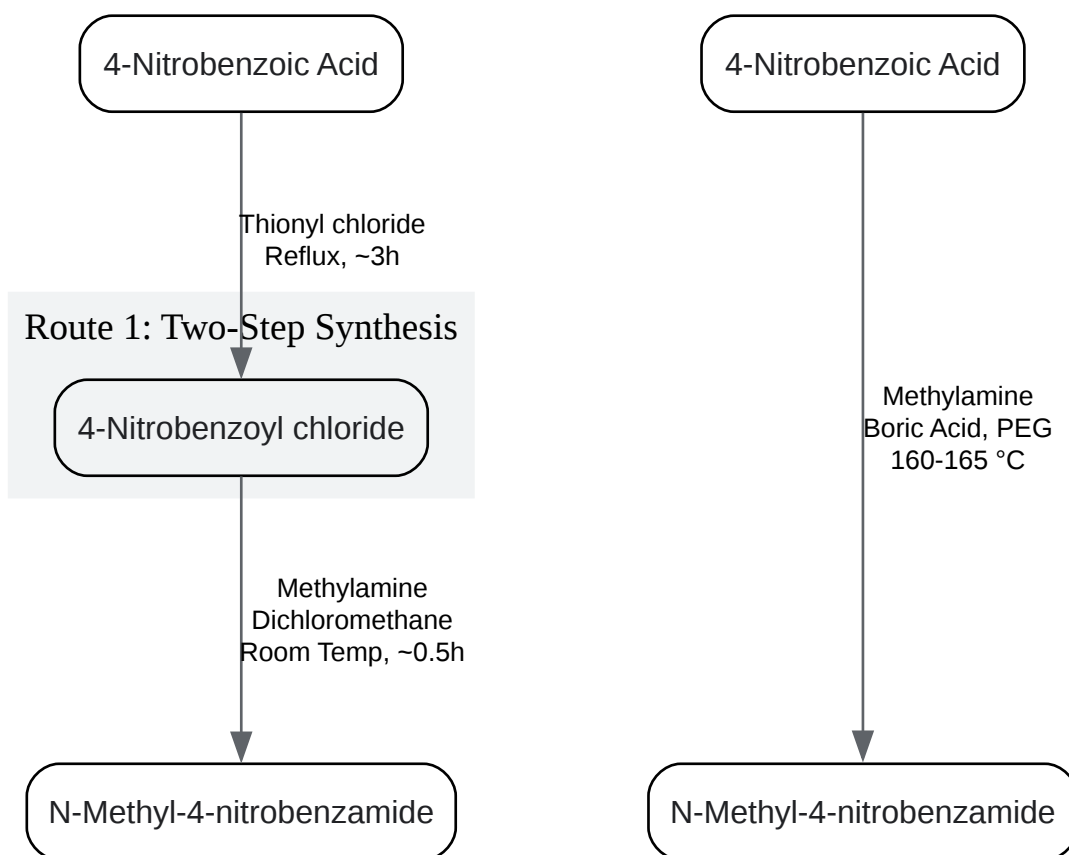 4-Nitrobenzoic Acid
Thionyl chloride
Reflux, ~3h
Route 1: Two-Step Synthesis
4-Nitrobenzoyl chloride
Methylamine
Dichloromethane
Room Temp, ~0.5h
N-Methyl-4-nitrobenzamide
4-Nitrobenzoic Acid
Methylamine
Boric Acid, PEG
160-165 °C
N-Methyl-4-nitrobenzamide